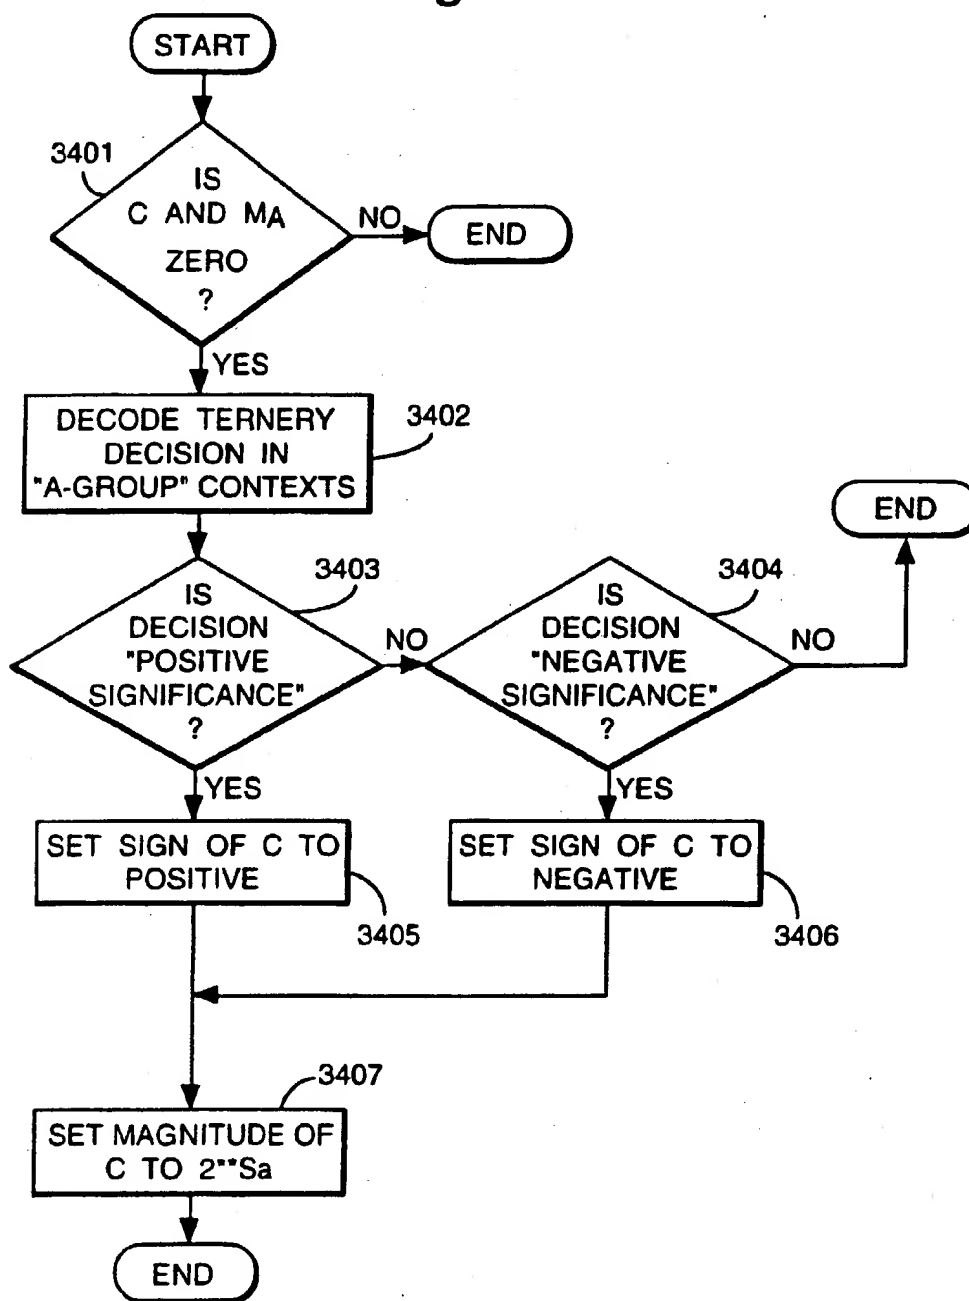 START
3401
IS
C AND MA
ZERO
?
NO
END
YES
DECODE TERNERY
DECISION IN
"A-GROUP" CONTEXTS
3402
END
3403
IS
DECISION
"POSITIVE
SIGNIFICANCE"
?
NO
3404
IS
DECISION
"NEGATIVE
SIGNIFICANCE"
?
NO
YES
YES
SET SIGN OF C TO
POSITIVE
3405
SET SIGN OF C TO
NEGATIVE
3406
3407
SET MAGNITUDE OF
C TO 2**Sa
END